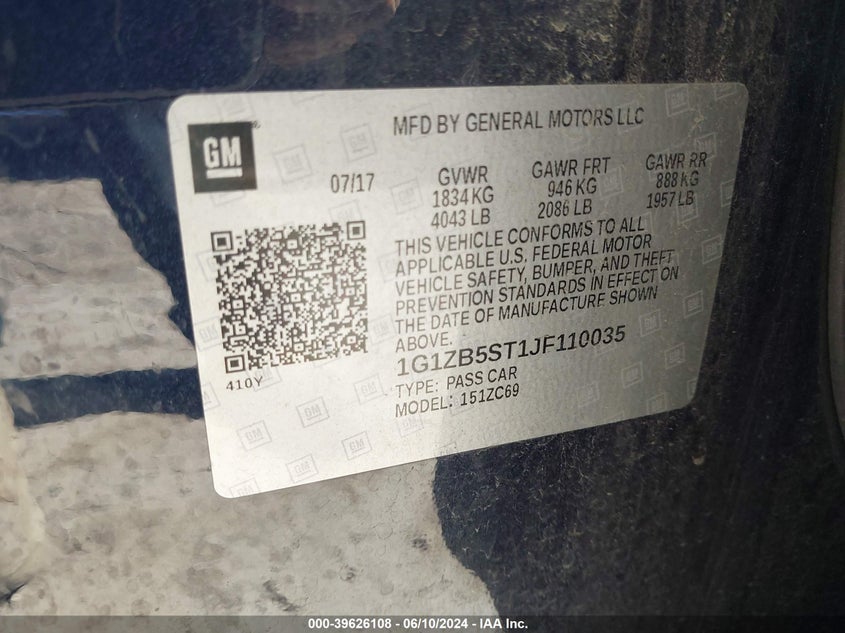 GM
MFD BY GENERAL MOTORS LLC
07/17
GVWR GAWR FRT GAWR RR
1834 KG 946 KG 888 KG
4043 LB 2086 LB 1957 LB
THIS VEHICLE CONFORMS TO ALL
APPLICABLE U.S. FEDERAL MOTOR
VEHICLE SAFETY, BUMPER, AND THEFT
PREVENTION STANDARDS IN EFFECT ON
THE DATE OF MANUFACTURE SHOWN
ABOVE.
1G1ZB5ST1JF110035
410Y
TYPE: PASS CAR
MODEL: 151ZC69
000-39626108 - 06/10/2024 - IAA Inc.